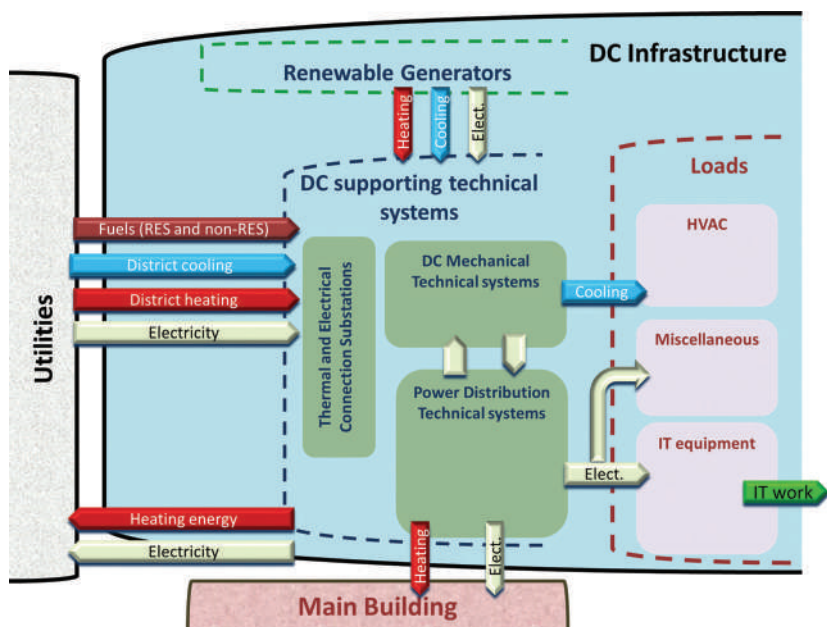 DC Infrastructure
Renewable Generators
Heating
Cooling
Elect.
DC supporting technical
systems
Loads
Utilities
Fuels (RES and non-RES)
District cooling
District heating
Electricity
Thermal and Electrical
Connection Substations
DC Mechanical
Technical systems
Cooling
HVAC
Miscellaneous
Power Distribution
Technical systems
IT equipment
Elect.
IT work
Heating energy
Electricity
Heating
Elect.
Main Building